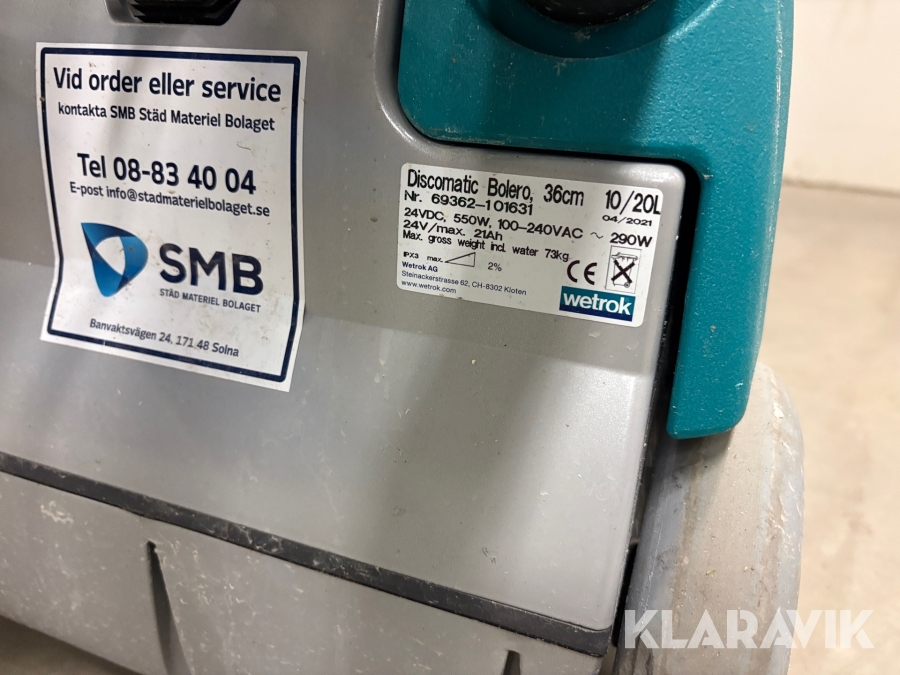 Vid order eller service
kontakta SMB Städ Materiel Bolaget
Tel 08-83 40 04
E-post info@stadmaterielbolaget.se
SMB
STÄD MATERIEL BOLAGET
Banvaktsvägen 24, 171 48 Solna
Discomatic Bolero, 36cm 10/20L
Nr. 69362-101631 04/2021
24VDC, 550W, 100-240VAC ~ 290W
24V/max. 21Ah
Max. gross weight incl. water 73kg
IPX3 max. 2%
Wetrok AG
Steinackerstrasse 62, CH-8302 Kloten
www.wetrok.com
CE
wetrok
KLARAVIK